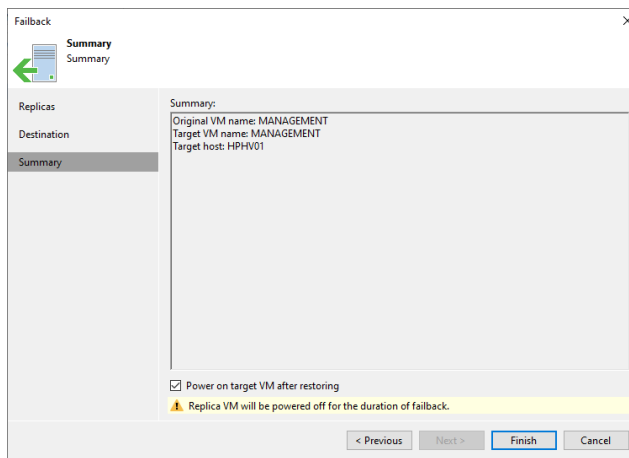 Failback
Summary
Summary
Replicas
Destination
Summary
Summary:
Original VM name: MANAGEMENT
Target VM name: MANAGEMENT
Target host: HPHV01
Power on target VM after restoring
Replica VM will be powered off for the duration of failback.
< Previous Next > Finish Cancel